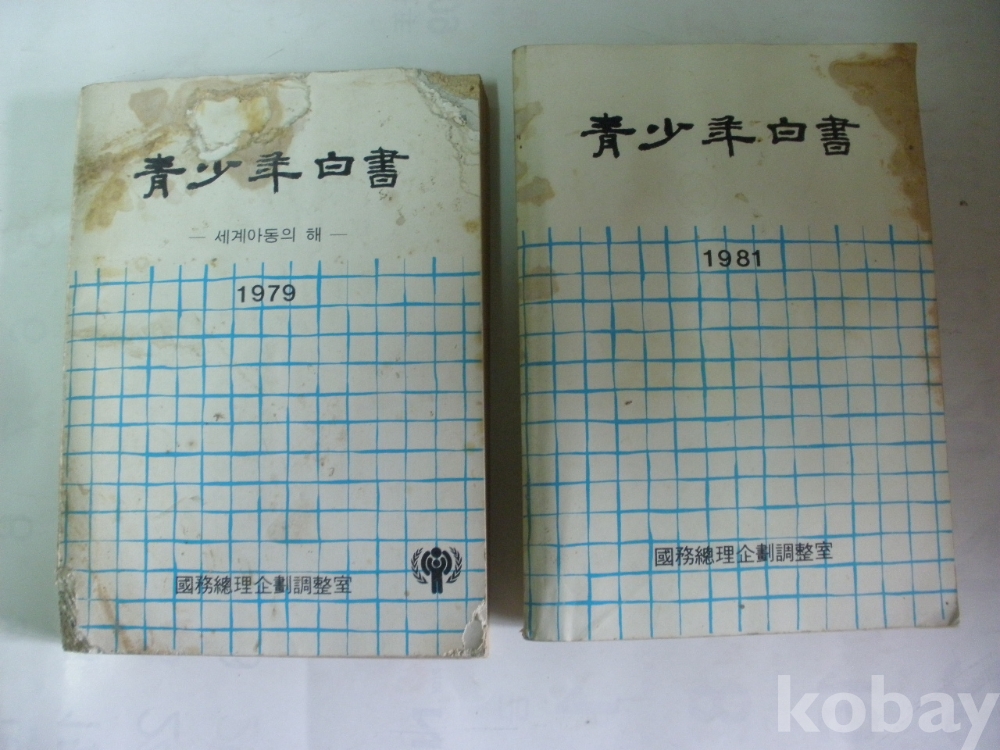 青少年白書
— 세계아동의 해 —
1979
國務總理企劃調整室
青少年白書
1981
國務總理企劃調整室
kobay